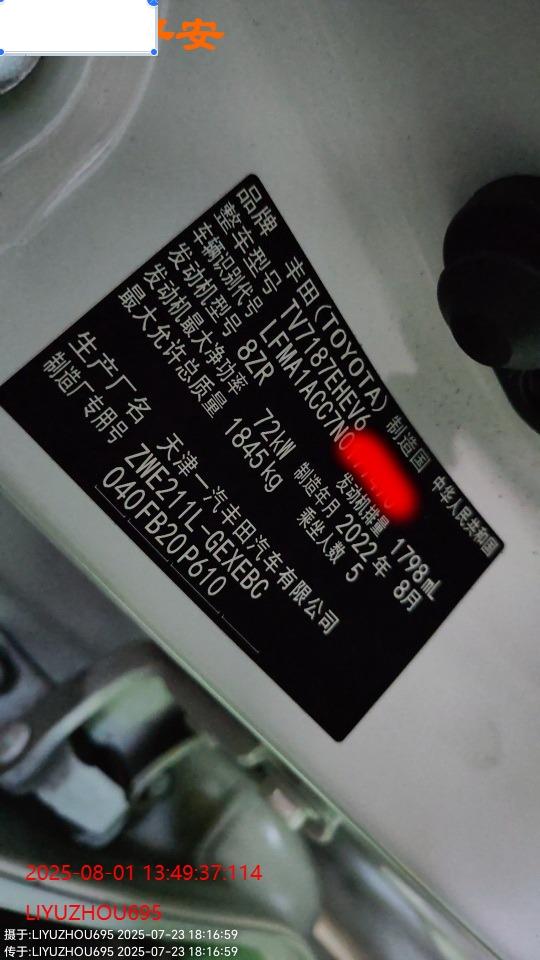 安
品牌 丰田(TOYOTA) 制造国 中华人民共和国
整车型号 TV7187EHEV6
车辆识别代号 LFMA1ACC7N0
发动机型号 8ZR 发动机排量 1798mL
发动机最大净功率 72kW 制造年月 2022年 8月
最大允许总质量 1845kg 乘坐人数 5
生产厂名 天津一汽丰田汽车有限公司
制造厂专用号 ZWE211L-GEXEBC
040FB20P610
2025-08-01 13:49:37:114
LIYUZHOU695
摄于:LIYUZHOU695 2025-07-23 18:16:59
传于:LIYUZHOU695 2025-07-23 18:16:59